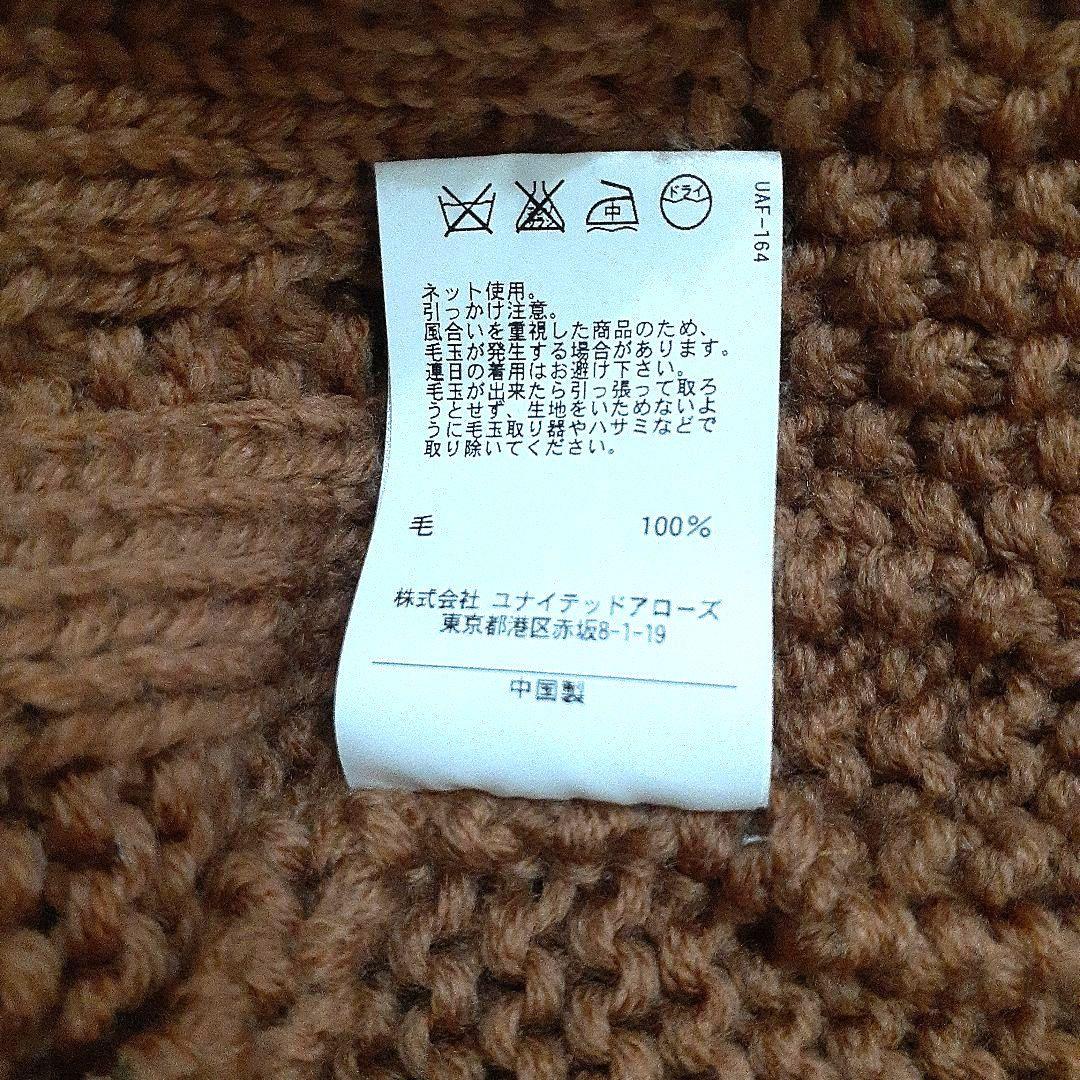 中
ドライ
UAF-164
ネット使用。
引っかけ注意。
風合いを重視した商品のため、
毛玉が発生する場合があります。
連日の着用はお避け下さい。
毛玉が出来たら引っ張って取ろ
うとせず、生地をいためないよ
うに毛玉取り器やハサミなどで
取り除いてください。
毛 100%
株式会社 ユナイテッドアローズ
東京都港区赤坂8-1-19
中国製